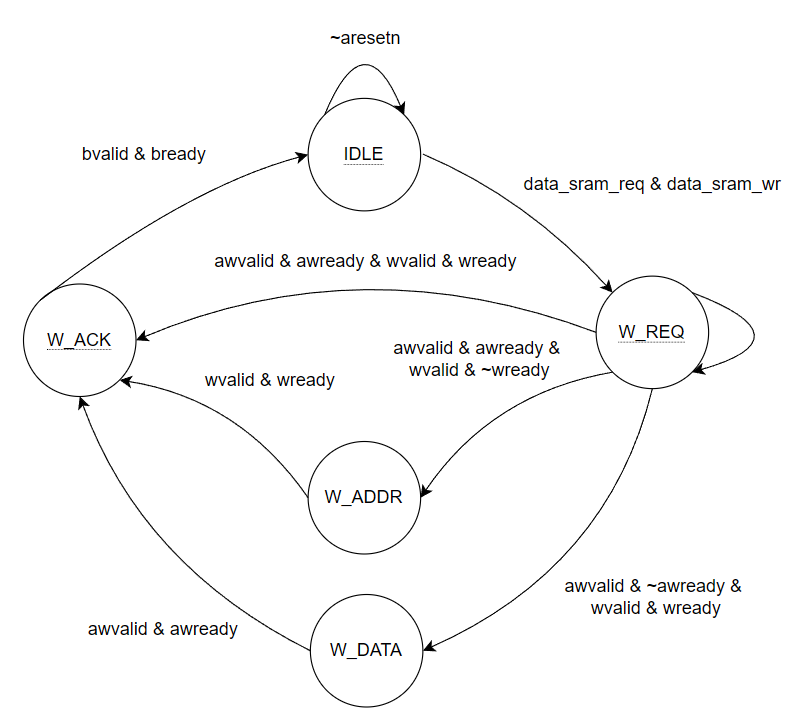 ~aresetn
bvalid & bready
IDLE
data_sram_req & data_sram_wr
awvalid & awready & wvalid & wready
W_ACK
W_REQ
awvalid & awready &
wvalid & ~wready
wvalid & wready
W_ADDR
awvalid & ~awready &
wvalid & wready
awvalid & awready
W_DATA